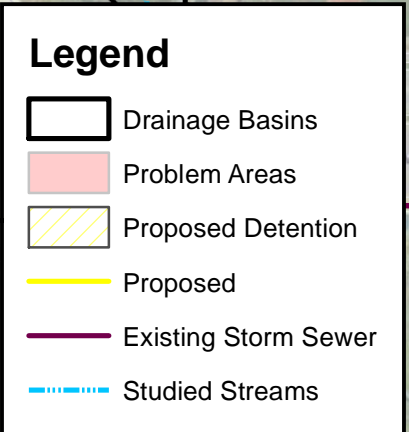 Legend
Drainage Basins
Problem Areas
Proposed Detention
Proposed
Existing Storm Sewer
Studied Streams